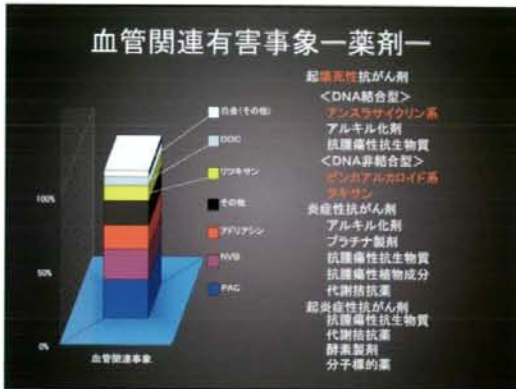 血管関連有害事象ー薬剤ー
100%
50%
0%
血管関連事象
白金(その他)
DOC
リツキサン
その他
アドリアシン
NVB
PAC
起壊死性抗がん剤
<DNA結合型>
アンスラサイクリン系
アルキル化剤
抗腫瘍性抗生物質
<DNA非結合型>
ビンカアルカロイド系
タキサン
炎症性抗がん剤
アルキル化剤
プラチナ製剤
抗腫瘍性抗生物質
抗腫瘍性植物成分
代謝拮抗薬
起炎症性抗がん剤
抗腫瘍性抗生物質
代謝拮抗薬
酵素製剤
分子標的薬